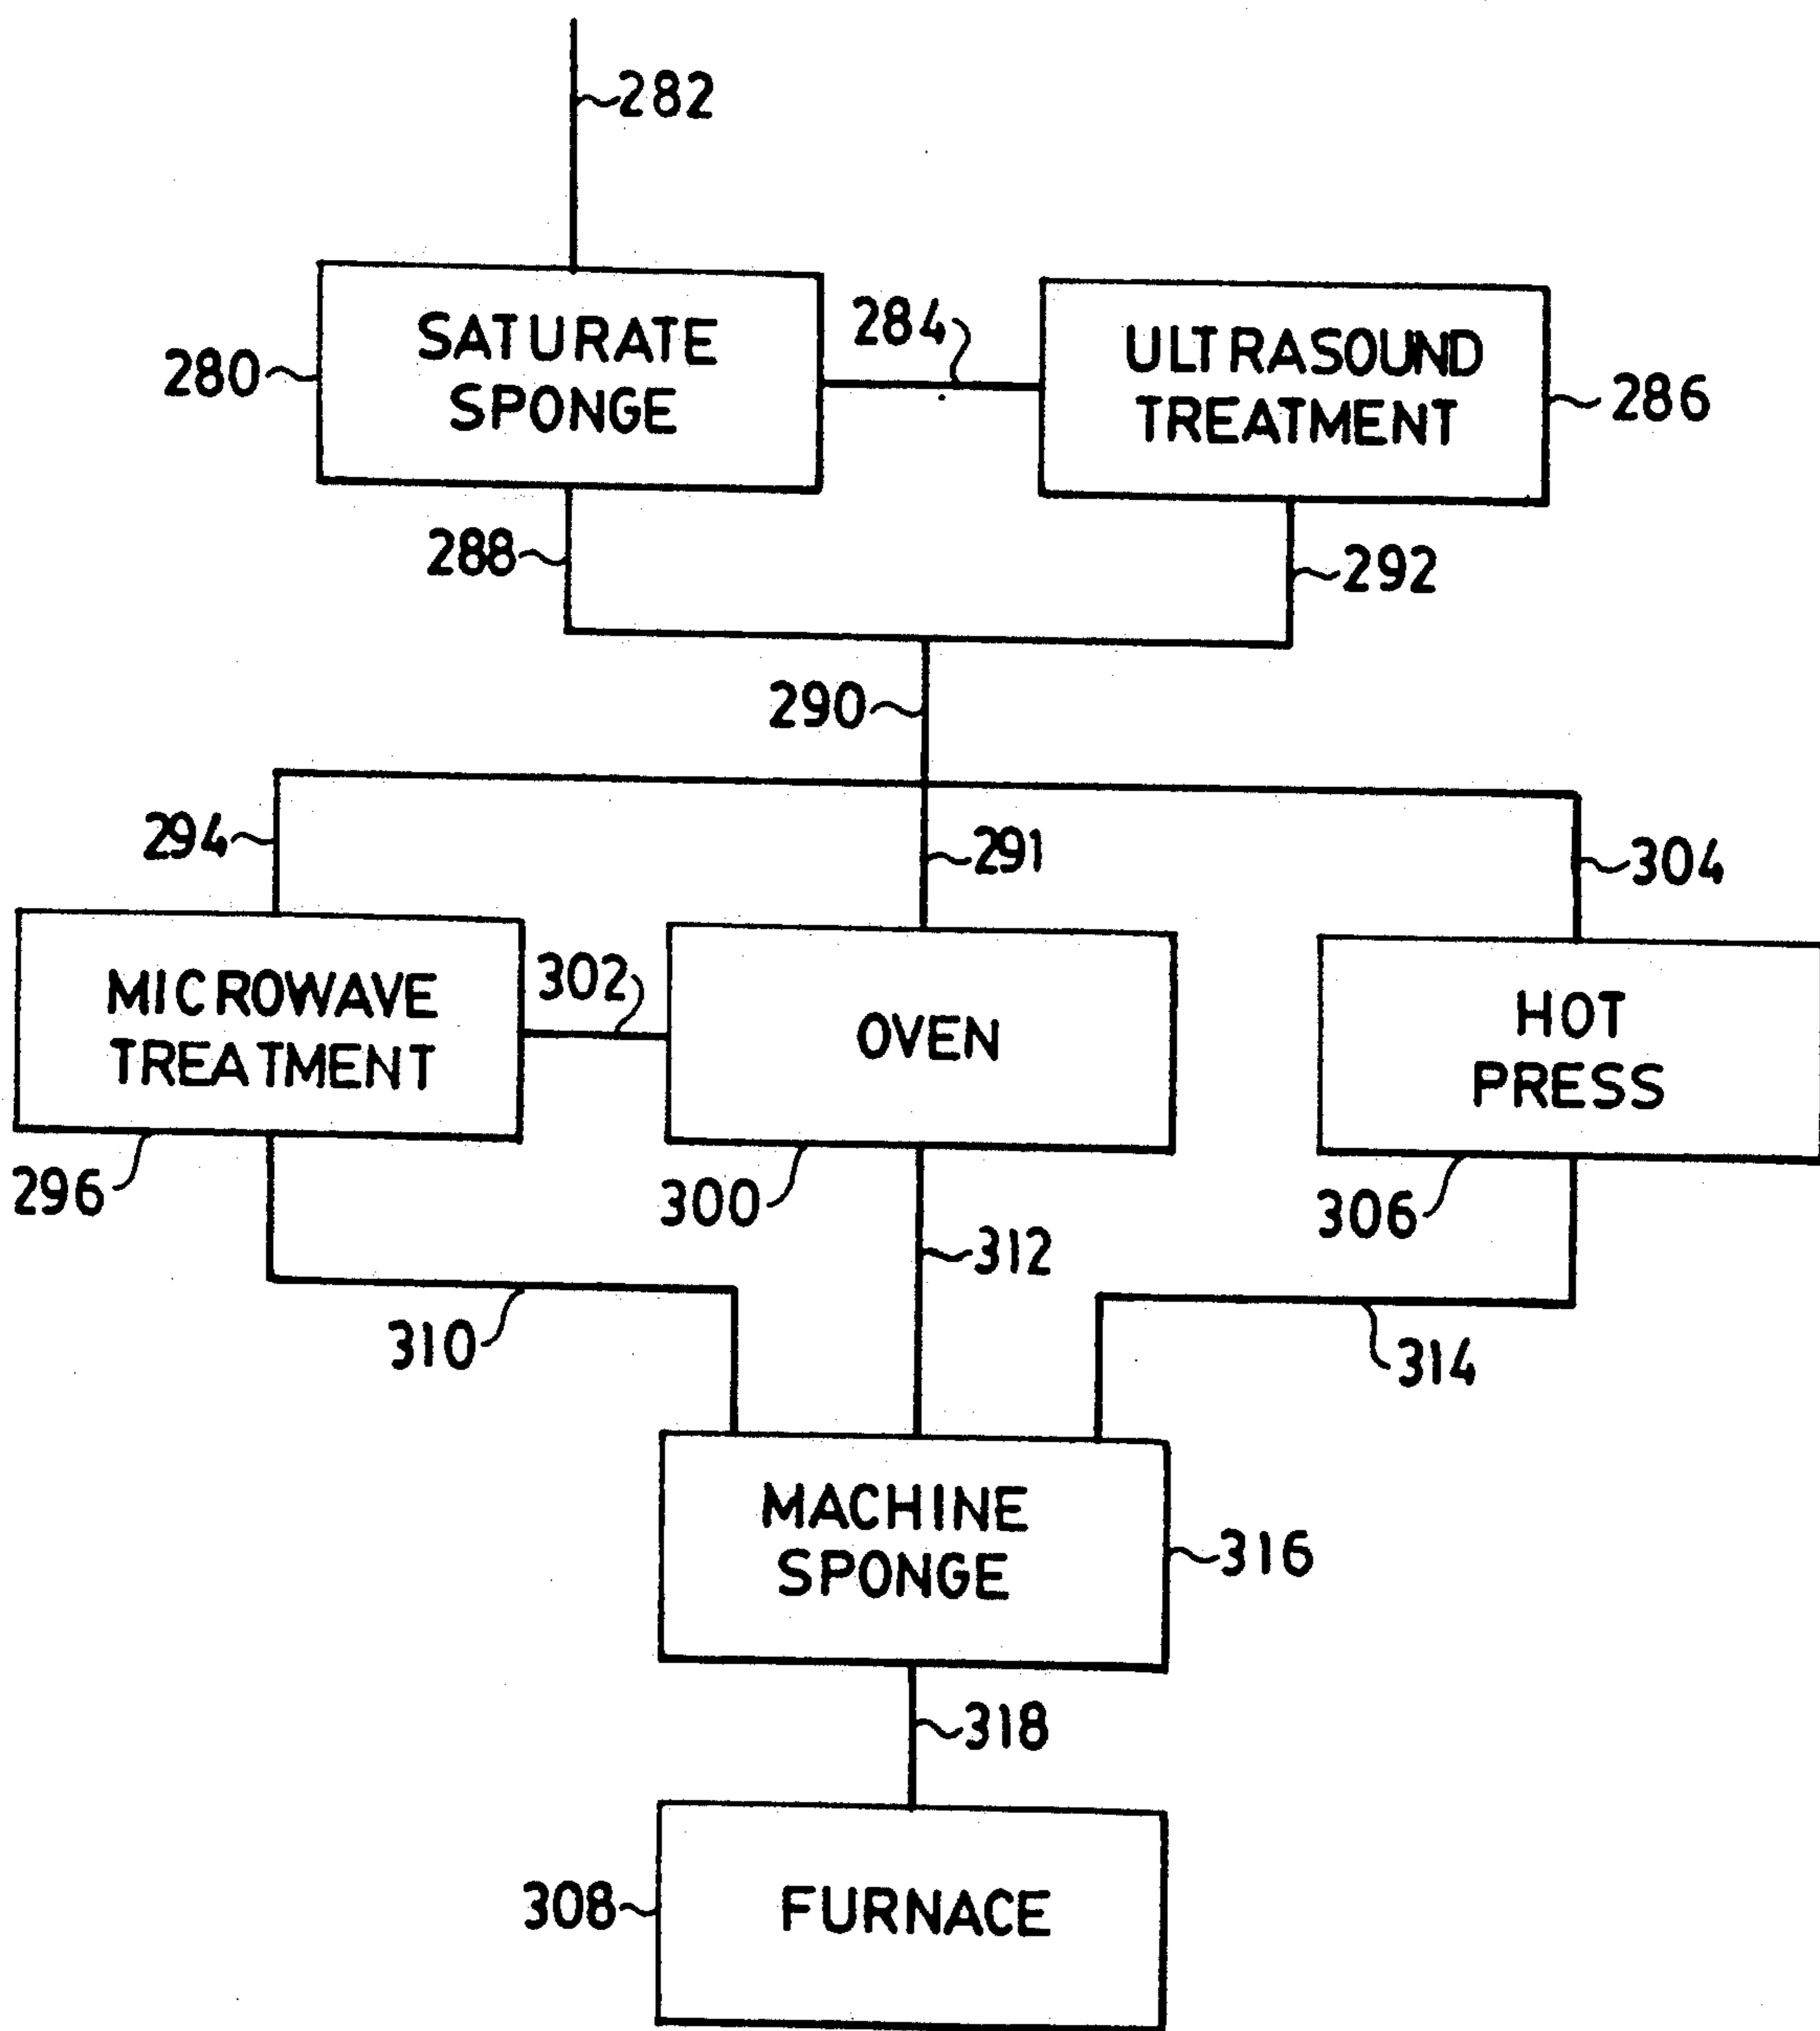 282
SATURATE
SPONGE
280
284
ULTRASOUND
TREATMENT
286
288
292
290
294
291
304
MICROWAVE
TREATMENT
296
302
OVEN
300
HOT
PRESS
306
310
312
314
MACHINE
SPONGE
316
318
FURNACE
308